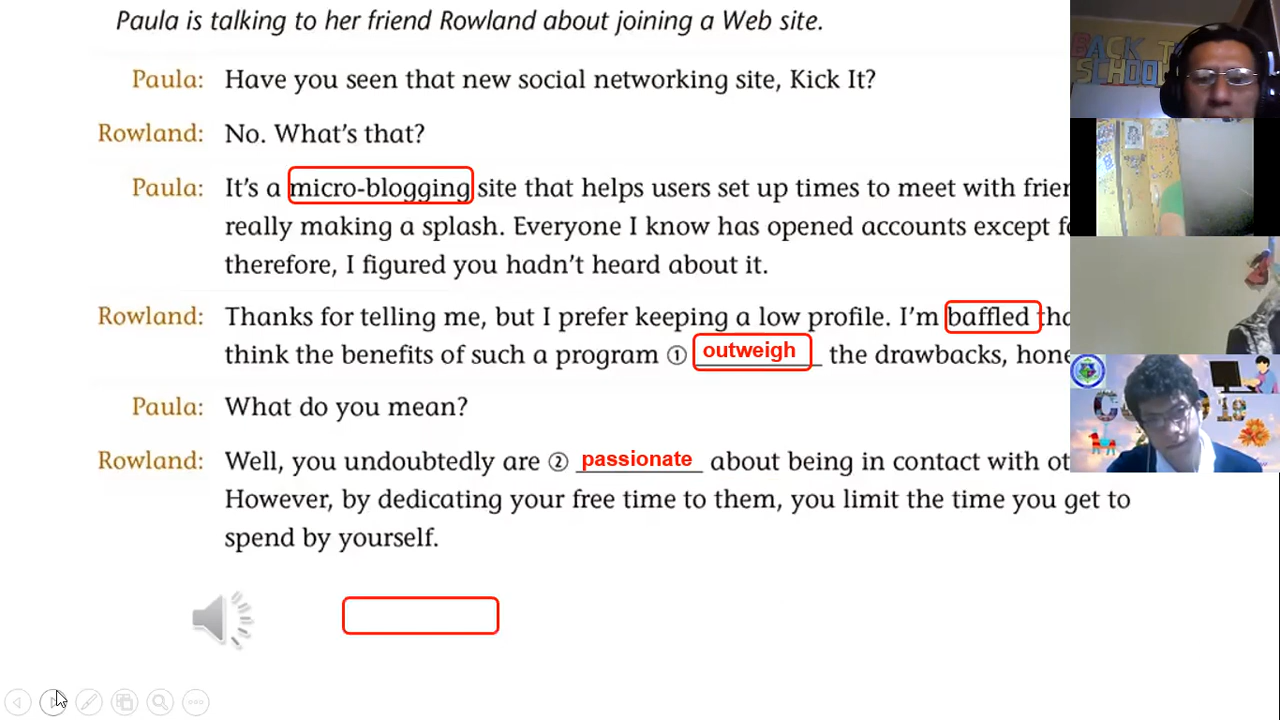 Paula is talking to her friend Rowland about joining a Web site.
Paula: Have you seen that new social networking site, Kick It?
Rowland: No. What's that?
Paula: It's a micro-blogging site that helps users set up times to meet with
really making a splash. Everyone I know has opened accounts except
therefore, I figured you hadn't heard about it.
Rowland: Thanks for telling me, but I prefer keeping a low profile. I'm baffled
think the benefits of such a program ① outweigh the drawbacks,
Paula: What do you mean?
Rowland: Well, you undoubtedly are ② passionate about being in contact with
However, by dedicating your free time to them, you limit the time you get to
spend by yourself.
BACK T
SCHOOL